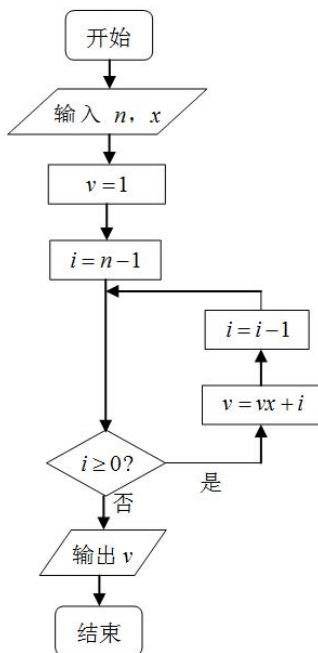 开始
输入 n，x
v=1
i=n-1
i=i-1
v=vx+i
i≥0?
是
否
输出 v
结束